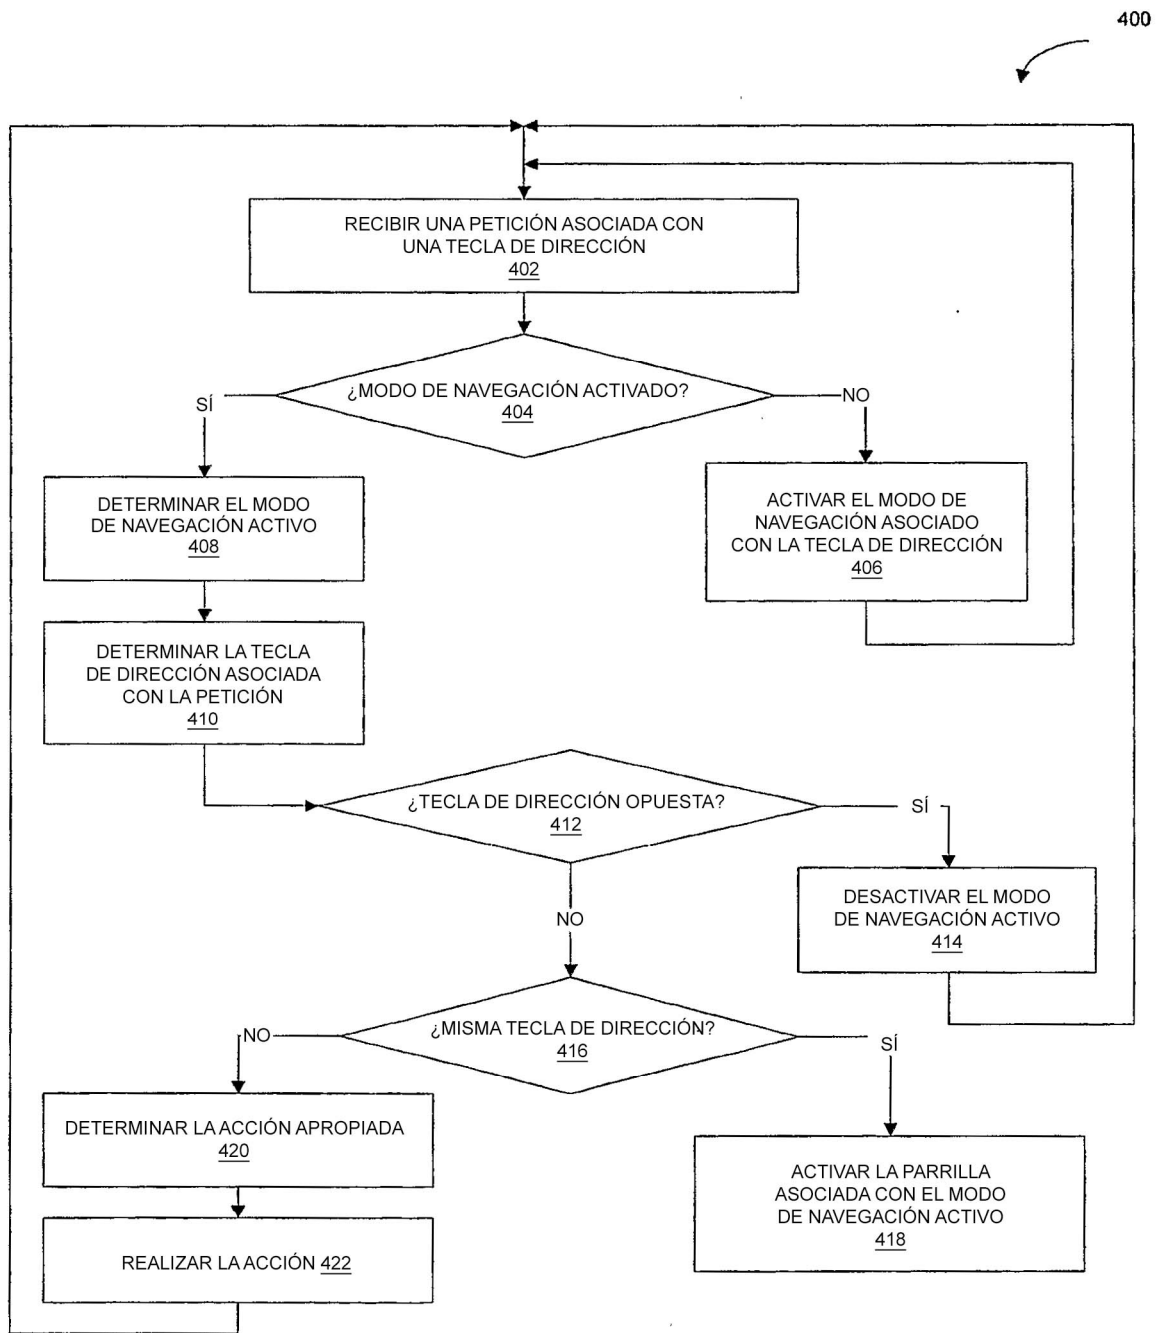 400
RECIBIR UNA PETICIÓN ASOCIADA CON
UNA TECLA DE DIRECCIÓN
402
¿MODO DE NAVEGACIÓN ACTIVADO?
404
SÍ
NO
DETERMINAR EL MODO
DE NAVEGACIÓN ACTIVO
408
ACTIVAR EL MODO DE
NAVEGACIÓN ASOCIADO
CON LA TECLA DE DIRECCIÓN
406
DETERMINAR LA TECLA
DE DIRECCIÓN ASOCIADA
CON LA PETICIÓN
410
¿TECLA DE DIRECCIÓN OPUESTA?
412
SÍ
NO
DESACTIVAR EL MODO
DE NAVEGACIÓN ACTIVO
414
¿MISMA TECLA DE DIRECCIÓN?
416
NO
SÍ
DETERMINAR LA ACCIÓN APROPIADA
420
ACTIVAR LA PARRILLA
ASOCIADA CON EL MODO
DE NAVEGACIÓN ACTIVO
418
REALIZAR LA ACCIÓN 422